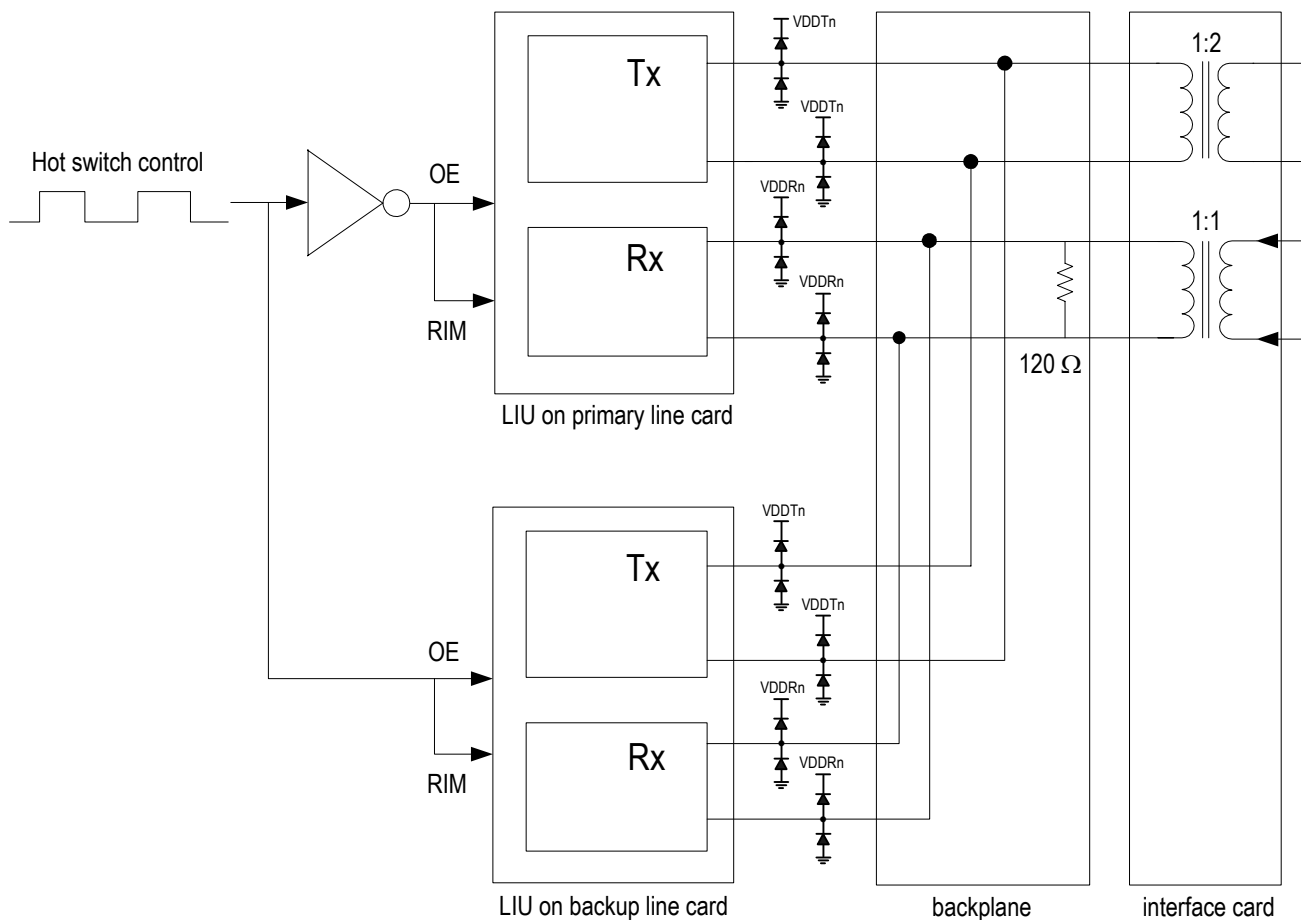 VDDTn
Tx
1:2
VDDTn
Hot switch control
OE
VDDRn
1:1
Rx
VDDRn
RIM
120 Ω
LIU on primary line card
VDDTn
Tx
VDDTn
OE
VDDRn
Rx
VDDRn
RIM
LIU on backup line card
backplane
interface card